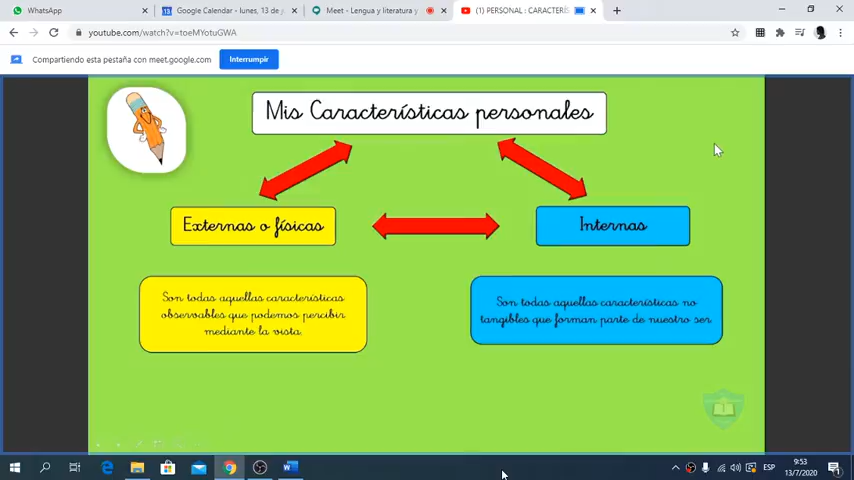 WhatsApp
Google Calendar - lunes, 13 de
Meet - Lengua y literatura y
(1) PERSONAL : CARACTERÍS
youtube.com/watch?v=toeMYotuGWA
Compartiendo esta pestaña con meet.google.com
Interrumpir
Mis Características personales
Externas o físicas
Internas
Son todas aquellas características
observables que podemos percibir
mediante la vista.
Son todas aquellas características no
tangibles que forman parte de nuestro ser
ESP
9:53
13/7/2020